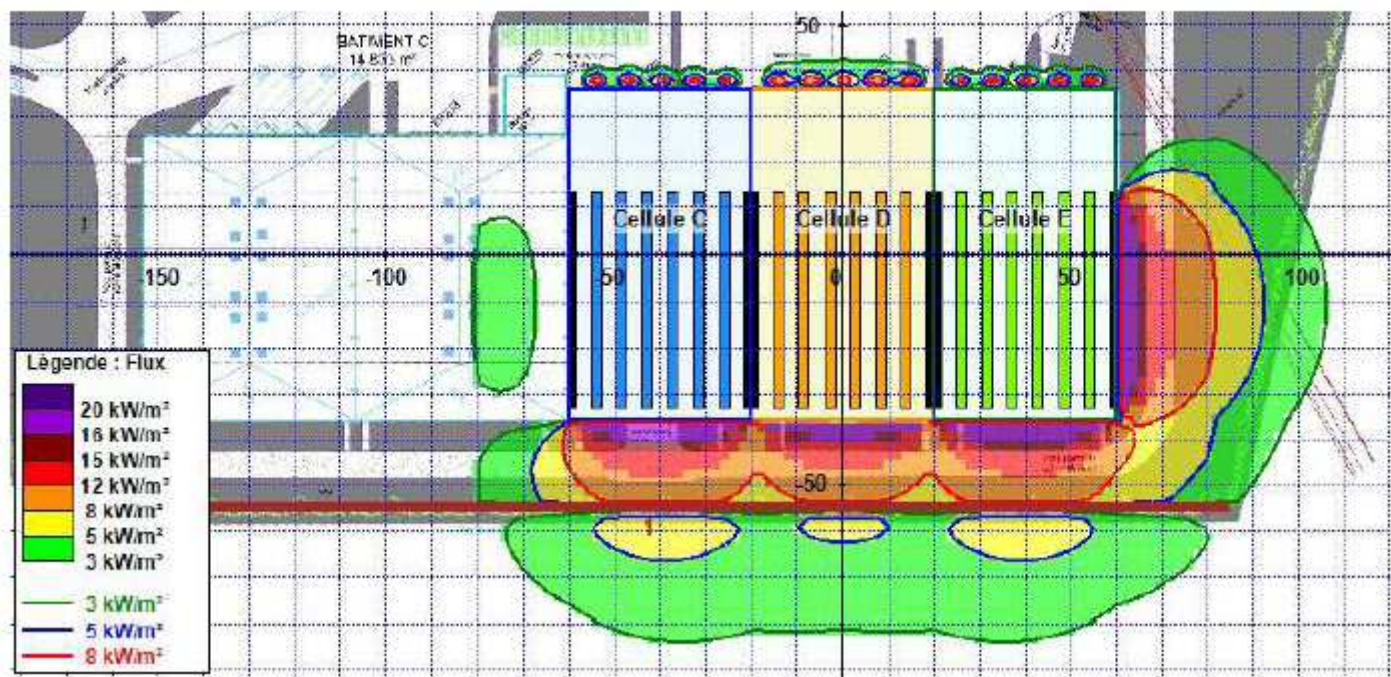 50
BATIMENT C
Cellule C
Cellule D
Cellule E
-150
-100
50
0
50
100
-50
Légende : Flux
20 kW/m²
16 kW/m²
15 kW/m²
12 kW/m²
8 kW/m²
5 kW/m²
3 kW/m²
3 kW/m²
5 kW/m²
8 kW/m²